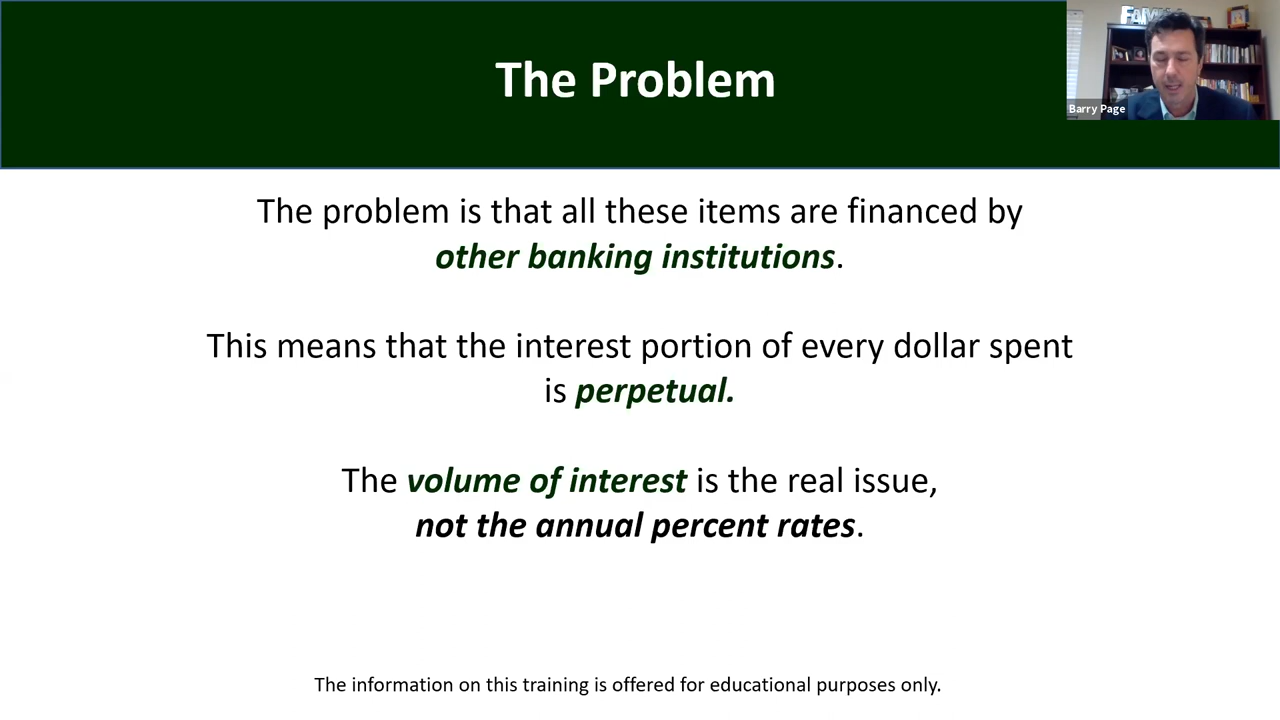 The Problem
FAMILY
Barry Page
The problem is that all these items are financed by
other banking institutions.
This means that the interest portion of every dollar spent
is perpetual.
The volume of interest is the real issue,
not the annual percent rates.
The information on this training is offered for educational purposes only.